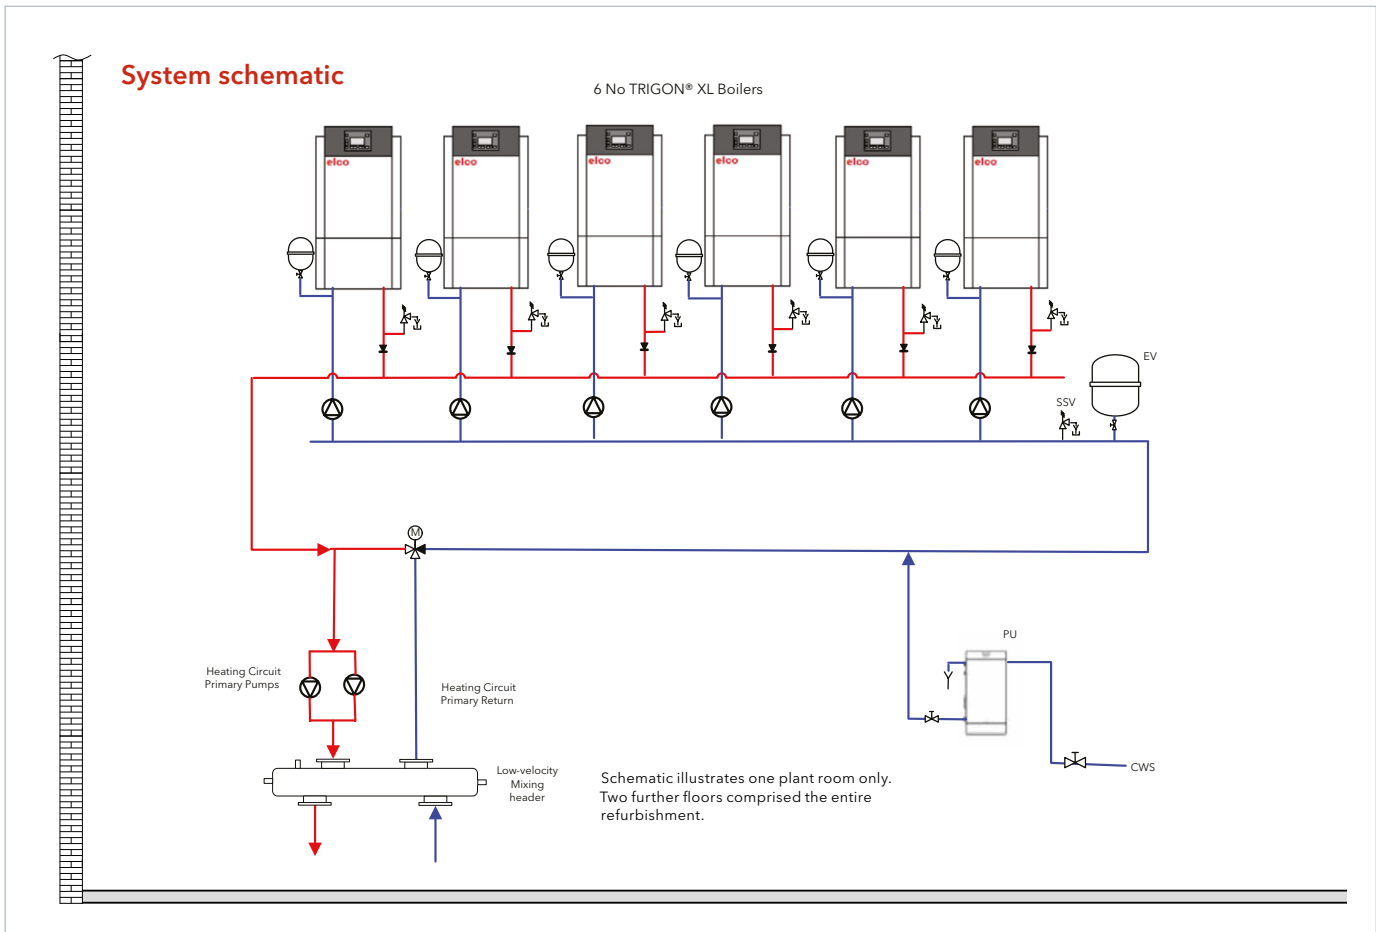 System schematic
6 No TRIGON® XL Boilers
elco
elco
elco
elco
elco
elco
EV
SSV
M
PU
Heating Circuit
Primary Pumps
Heating Circuit
Primary Return
Low-velocity
Mixing
header
Schematic illustrates one plant room only.
Two further floors comprised the entire
refurbishment.
CWS